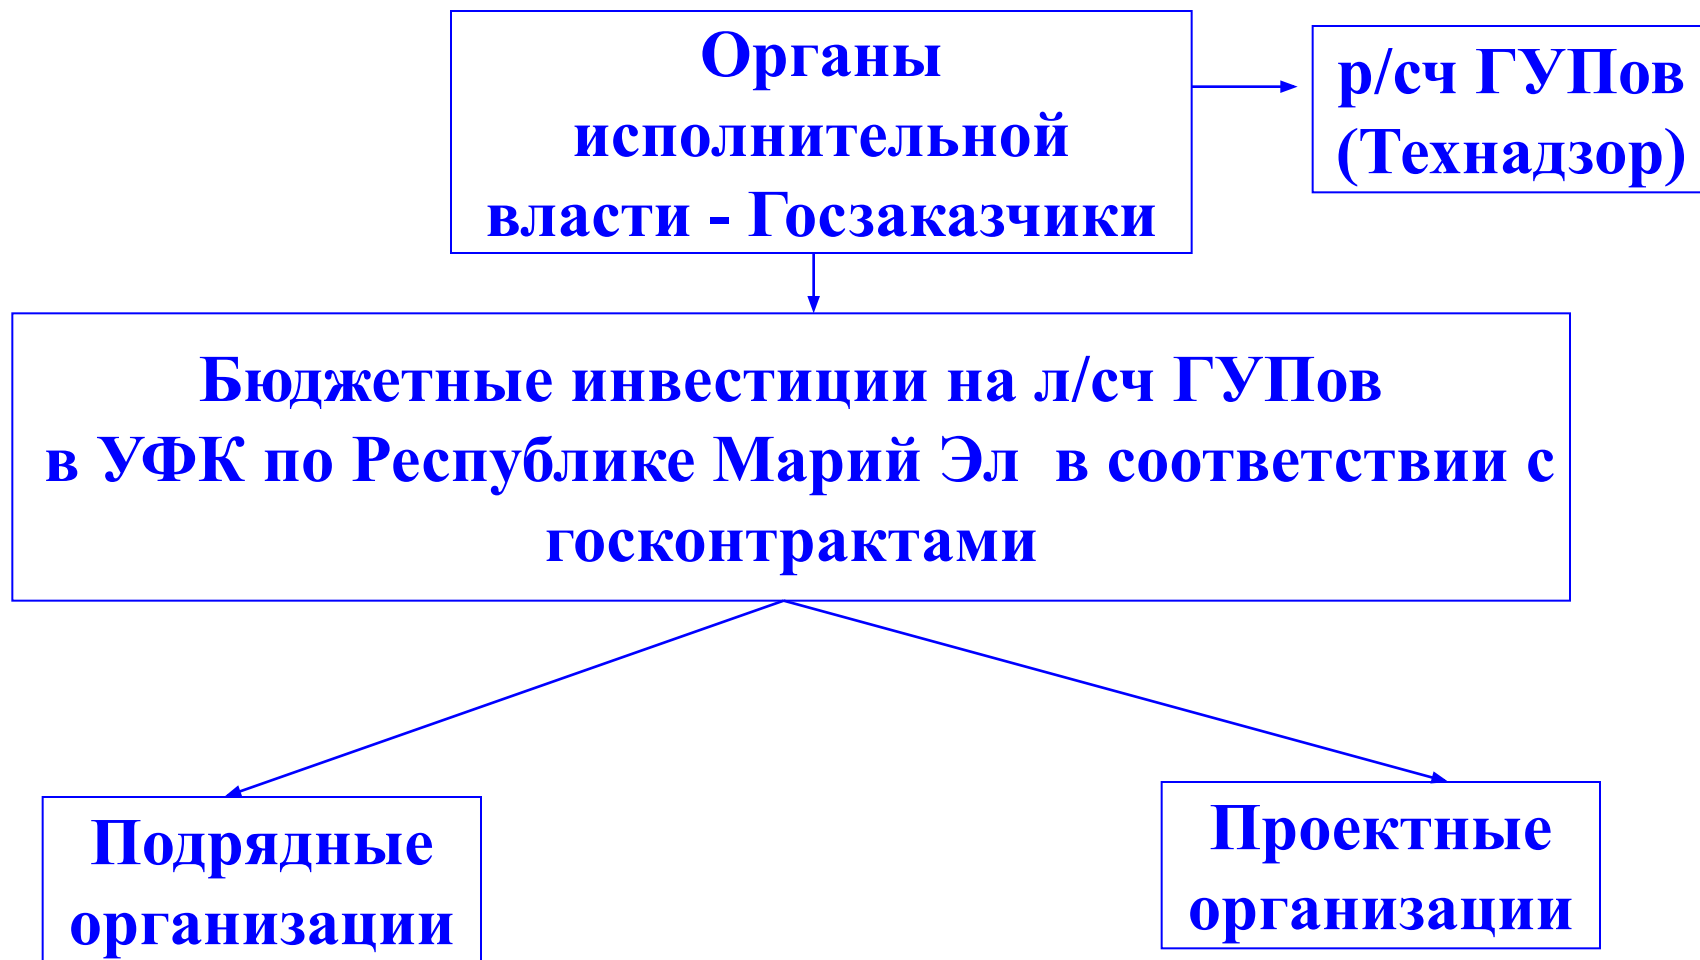 Органы
исполнительной
власти - Госзаказчики
р/сч ГУПов
(Технадзор)
Бюджетные инвестиции на л/сч ГУПов
в УФК по Республике Марий Эл  в соответствии с
госконтрактами
Подрядные
организации
Проектные
организации